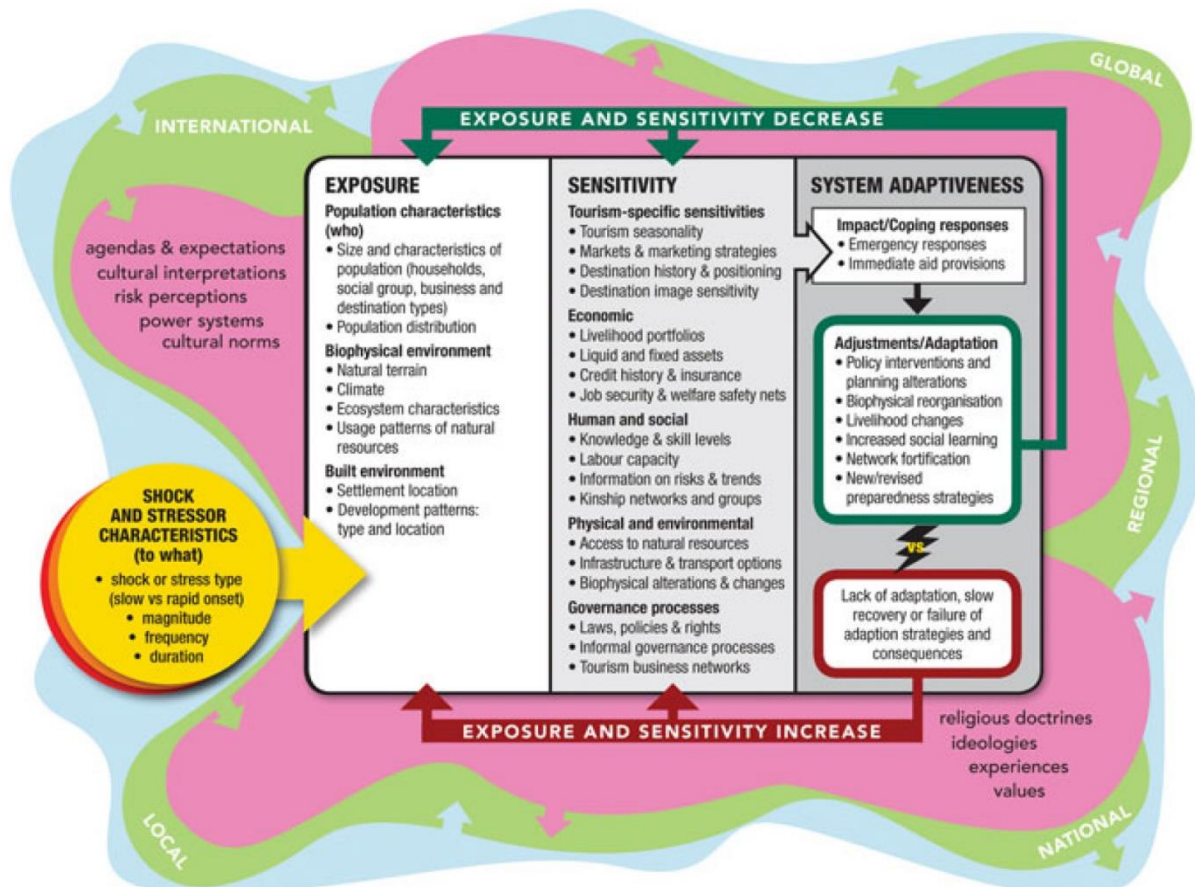 INTERNATIONAL
GLOBAL
EXPOSURE AND SENSITIVITY DECREASE
agendas & expectations
cultural interpretations
risk perceptions
power systems
cultural norms
SHOCK
AND STRESSOR
CHARACTERISTICS
(to what)
• shock or stress type
(slow vs rapid onset)
• magnitude
• frequency
• duration
EXPOSURE
Population characteristics
(who)
• Size and characteristics of
population (households,
social group, business and
destination types)
• Population distribution
Biophysical environment
• Natural terrain
• Climate
• Ecosystem characteristics
• Usage patterns of natural
resources
Built environment
• Settlement location
• Development patterns:
type and location
SENSITIVITY
Tourism-specific sensitivities
• Tourism seasonality
• Markets & marketing strategies
• Destination history & positioning
• Destination image sensitivity
Economic
• Livelihood portfolios
• Liquid and fixed assets
• Credit history & insurance
• Job security & welfare safety nets
Human and social
• Knowledge & skill levels
• Labour capacity
• Information on risks & trends
• Kinship networks and groups
Physical and environmental
• Access to natural resources
• Infrastructure & transport options
• Biophysical alterations & changes
Governance processes
• Laws, policies & rights
• Informal governance processes
• Tourism business networks
SYSTEM ADAPTIVENESS
Impact/Coping responses
• Emergency responses
• Immediate aid provisions
Adjustments/Adaptation
• Policy interventions and
planning alterations
• Biophysical reorganisation
• Livelihood changes
• Increased social learning
• Network fortification
• New/revised
preparedness strategies
vs
Lack of adaptation, slow
recovery or failure of
adaption strategies and
consequences
REGIONAL
EXPOSURE AND SENSITIVITY INCREASE
religious doctrines
ideologies
experiences
values
LOCAL
NATIONAL